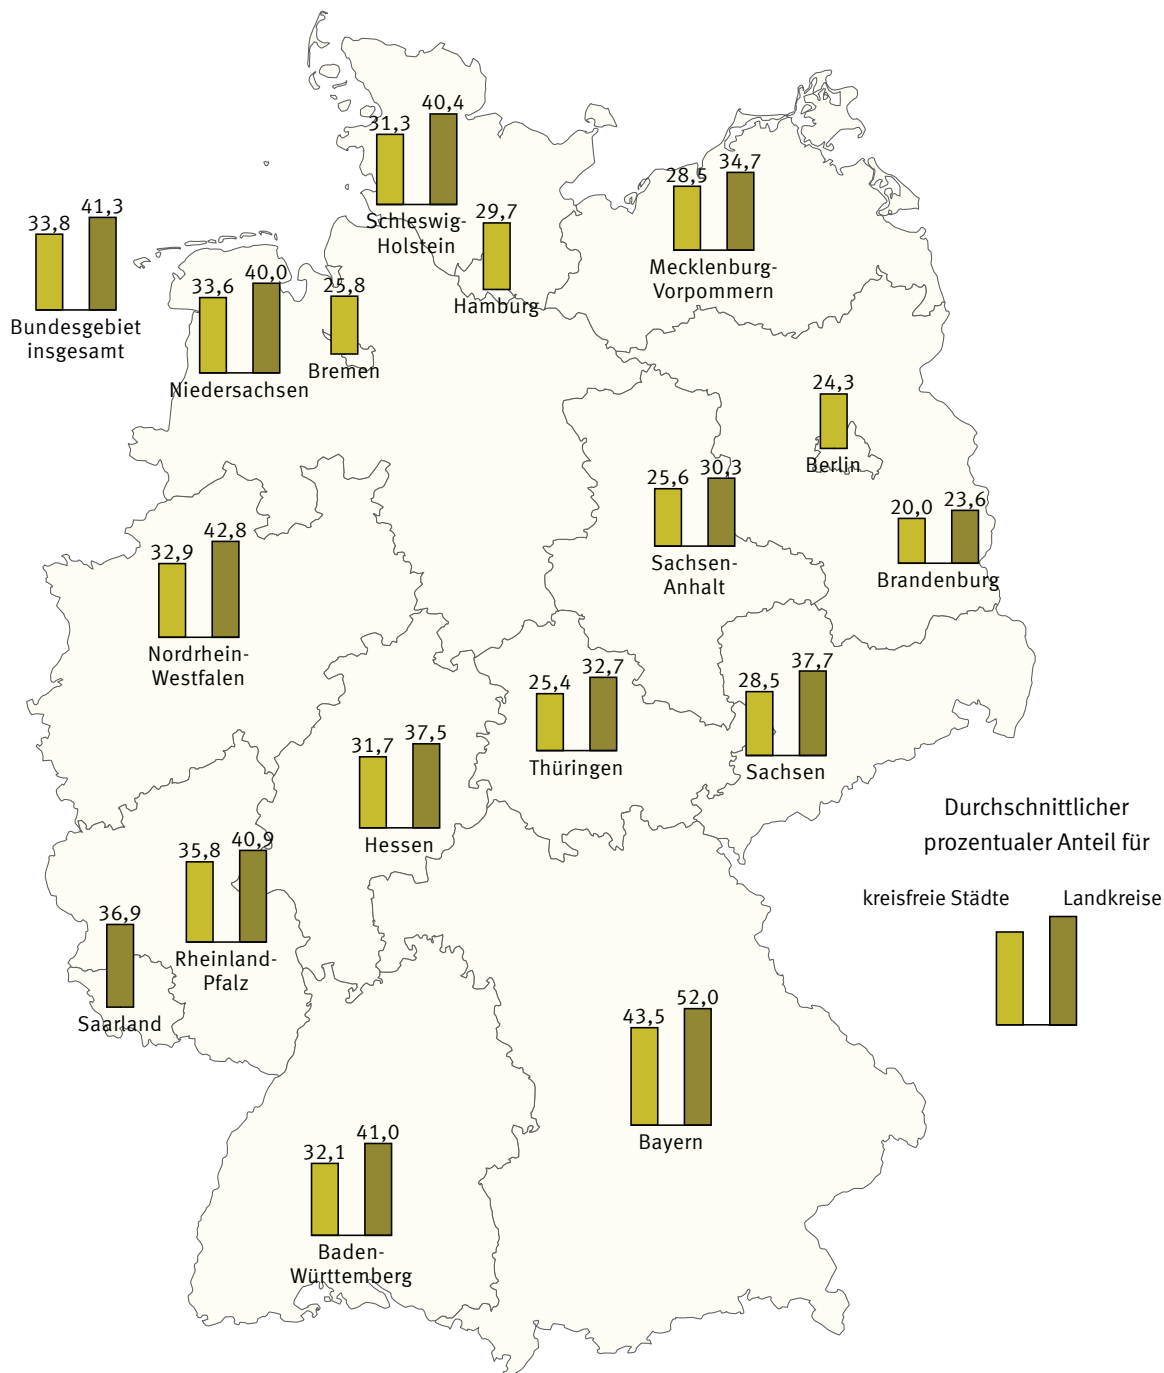 31,3
40,4
Schleswig-
Holstein
28,5
34,7
Mecklenburg-
Vorpommern
29,7
Hamburg
33,8
41,3
Bundesgebiet
insgesamt
33,6
40,0
Niedersachsen
25,8
Bremen
24,3
Berlin
25,6
30,3
Sachsen-
Anhalt
20,0
23,6
Brandenburg
32,9
42,8
Nordrhein-
Westfalen
25,4
32,7
Thüringen
28,5
37,7
Sachsen
31,7
37,5
Hessen
35,8
40,9
Rheinland-
Pfalz
36,9
Saarland
Durchschnittlicher
prozentualer Anteil für
kreisfreie Städte
Landkreise
43,5
52,0
Bayern
32,1
41,0
Baden-
Württemberg